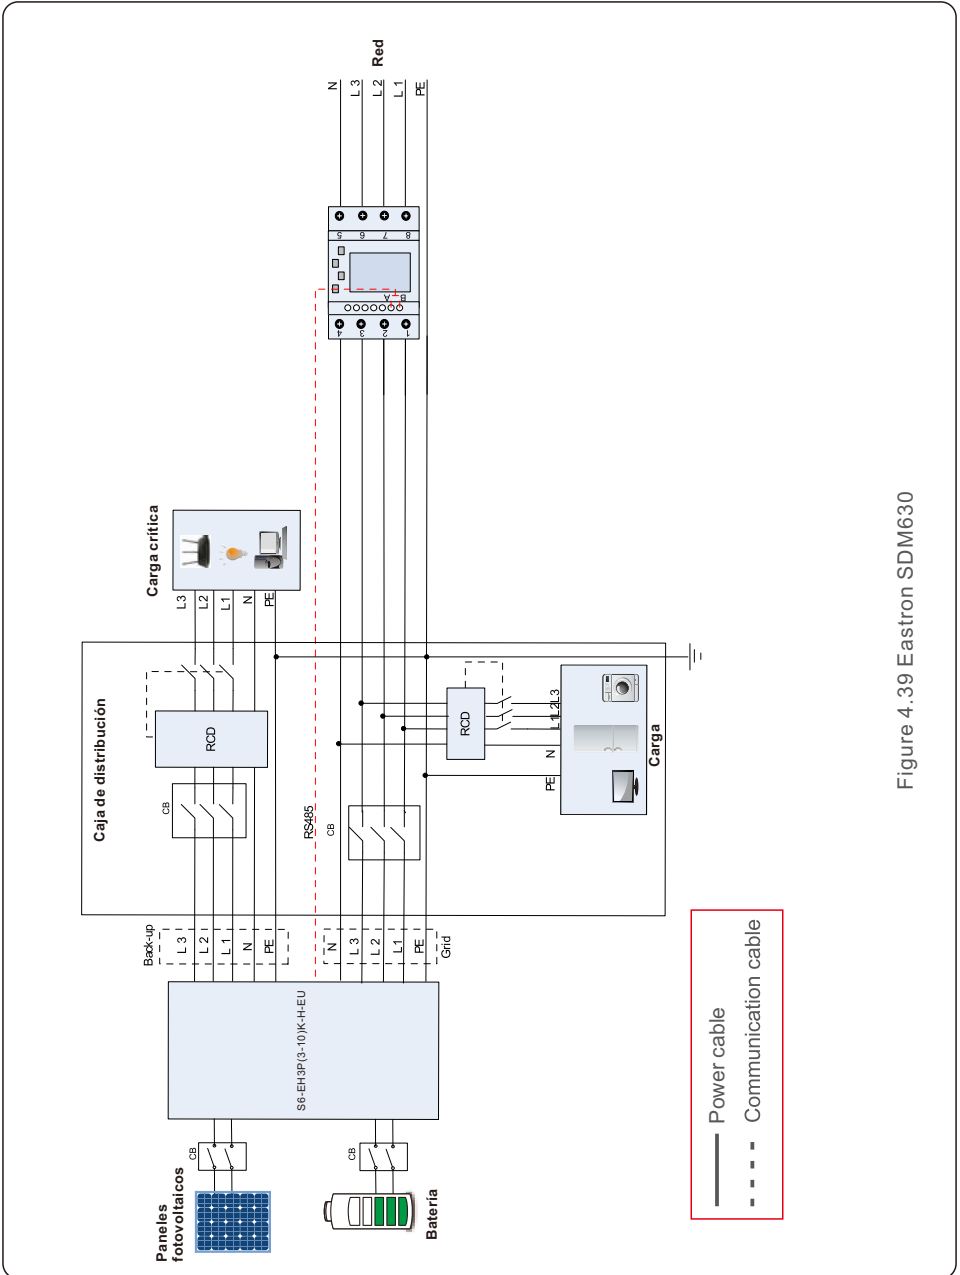 Red
N
L 3
L 2
L 1
PE
5
6
7
8
A
B
4
3
2
1
Carga crítica
L3
L2
L1
N
PE
Caja de distribución
RCD
CB
RS485
CB
RCD
L1
L2
L3
N
PE
Carga
Back-up
L 3
L 2
L 1
N
PE
N
L 3
L 2
L1
PE
Grid
S6-EH3P(3-10)K-H-EU
CB
CB
Paneles
fotovoltaicos
Batería
Power cable
Communication cable
Figure 4.39 Eastron SDM630